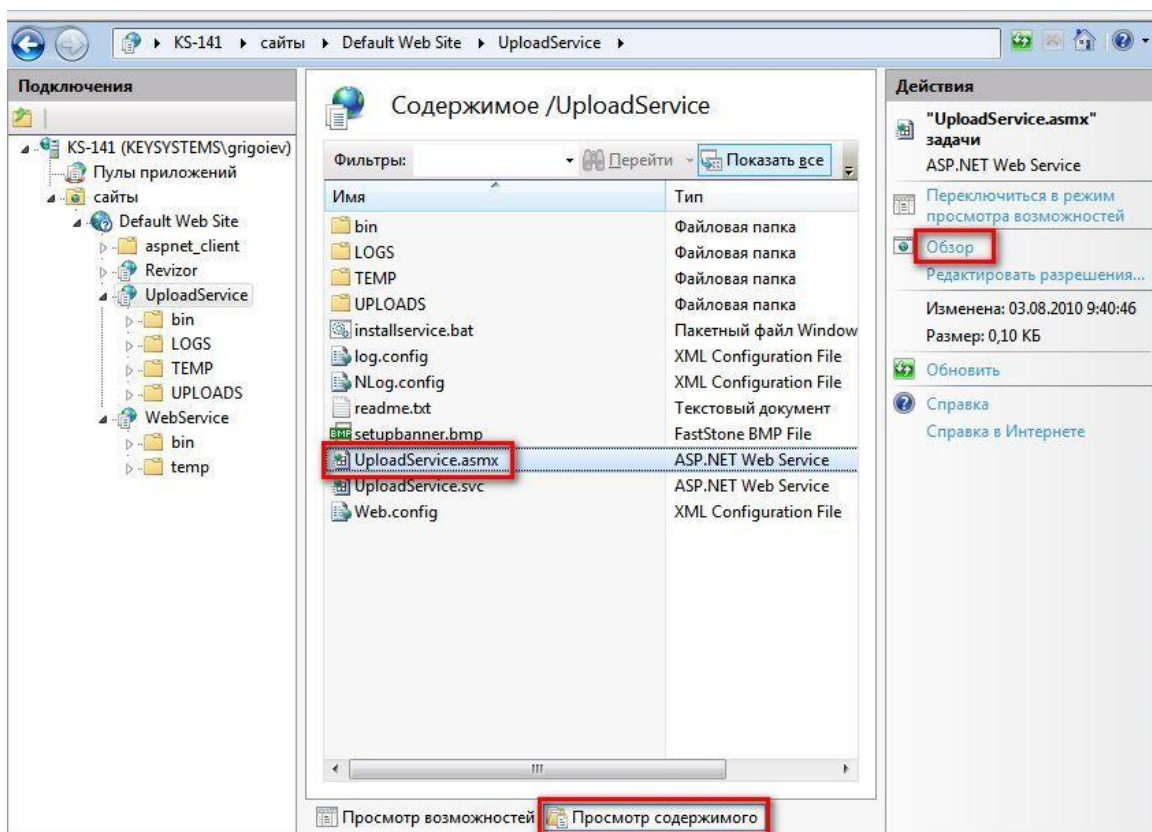 KS-141 сайты Default Web Site UploadService
Подключения
KS-141 (KEYSYSTEMS\grigoiev)
Пулы приложений
сайты
Default Web Site
aspnet_client
Revizor
UploadService
bin
LOGS
TEMP
UPLOADS
WebService
bin
temp
Содержимое /UploadService
Фильтры: Перейти Показать все
Имя Тип
bin Файловая папка
LOGS Файловая папка
TEMP Файловая папка
UPLOADS Файловая папка
installservice.bat Пакетный файл Window
log.config XML Configuration File
NLog.config XML Configuration File
readme.txt Текстовый документ
BMP setupbanner.bmp FastStone BMP File
UploadService.asmx ASP.NET Web Service
UploadService.svc ASP.NET Web Service
Web.config XML Configuration File
Просмотр возможностей Просмотр содержимого
Действия
"UploadService.asmx"
задачи
ASP.NET Web Service
Переключиться в режим
просмотра возможностей
Обзор
Редактировать разрешения...
Изменена: 03.08.2010 9:40:46
Размер: 0,10 КБ
Обновить
Справка
Справка в Интернете